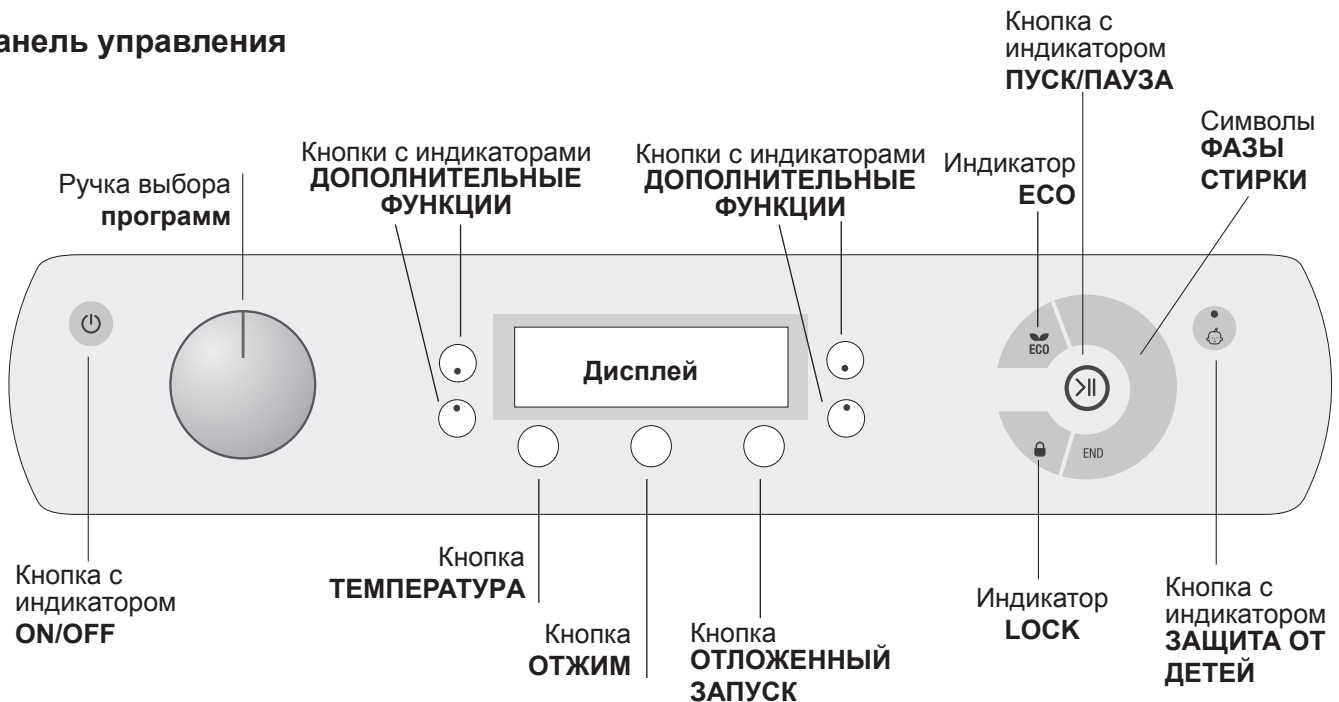 анель управления
Кнопка с
индикатором
ПУСК/ПАУЗА
Символы
ФАЗЫ
СТИРКИ
Кнопки с индикаторами
ДОПОЛНИТЕЛЬНЫЕ
ФУНКЦИИ
Кнопки с индикаторами
ДОПОЛНИТЕЛЬНЫЕ
ФУНКЦИИ
Индикатор
ECO
Ручка выбора
программ
Дисплей
ECO
END
Кнопка с
индикатором
ON/OFF
Кнопка
ТЕМПЕРАТУРА
Кнопка
ОТЖИМ
Кнопка
ОТЛОЖЕННЫЙ
ЗАПУСК
Индикатор
LOCK
Кнопка с
индикатором
ЗАЩИТА ОТ
ДЕТЕЙ